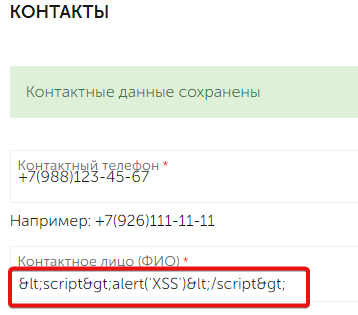 КОНТАКТЫ
Контактные данные сохранены
Контактный телефон *
+7(988)123-45-67
Например: +7(926)111-11-11
Контактное лицо (ФИО) *
&lt;script&gt;alert('XSS')&lt;/script&gt;